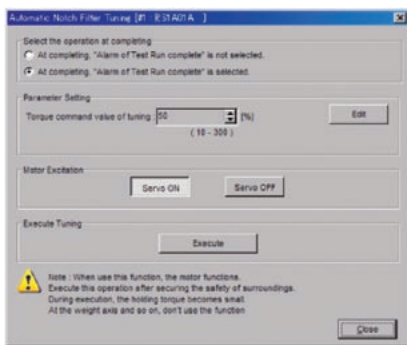 Automatic Notch Filter Tuning [#1 : RS1A01A ]
Select the operation at completing
At completing, "Alarm of Test Run complete" is not selected.
At completing, "Alarm of Test Run complete" is selected.
Parameter Setting
Torque command value of tuning : 50 [%]
Edit
( 10 - 300 )
Motor Excitation
Servo ON
Servo OFF
Execute Tuning
Execute
Note : When use this function, the motor functions.
Execute this operation after securing the safety of surroundings.
During execution, the holding torque becomes small.
At the weight axis and so on, don't use the function
Close